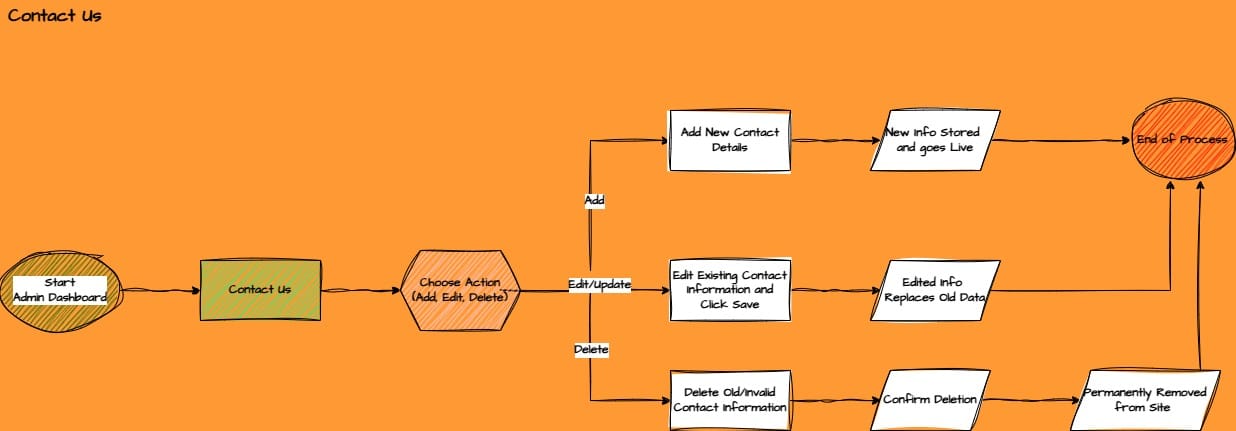 Contact Us
Start
Admin Dashboard
Contact Us
Choose Action
(Add, Edit, Delete)
Add
Add New Contact
Details
New Info Stored
and goes Live
End of Process
Edit/Update
Edit Existing Contact
Information and
Click Save
Edited Info
Replaces Old Data
Delete
Delete Old/Invalid
Contact Information
Confirm Deletion
Permanently Removed
from Site